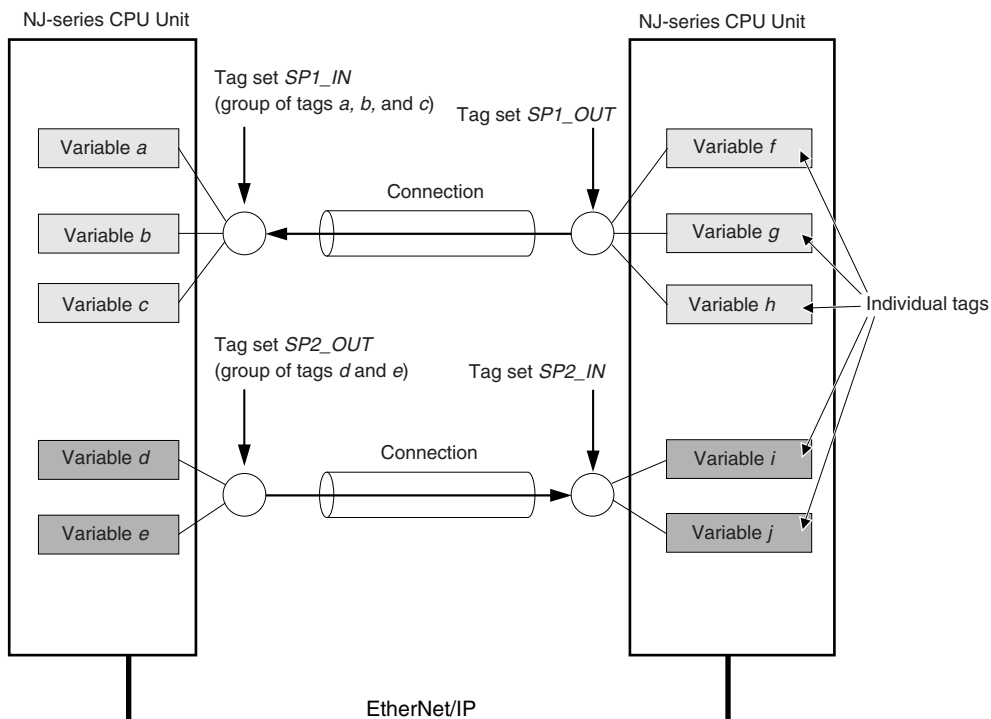 NJ-series CPU Unit
NJ-series CPU Unit
Tag set SP1_IN
(group of tags a, b, and c)
Tag set SP1_OUT
Variable a
Variable f
Connection
Variable b
Variable g
Variable c
Variable h
Individual tags
Tag set SP2_OUT
(group of tags d and e)
Tag set SP2_IN
Variable d
Connection
Variable i
Variable e
Variable j
EtherNet/IP